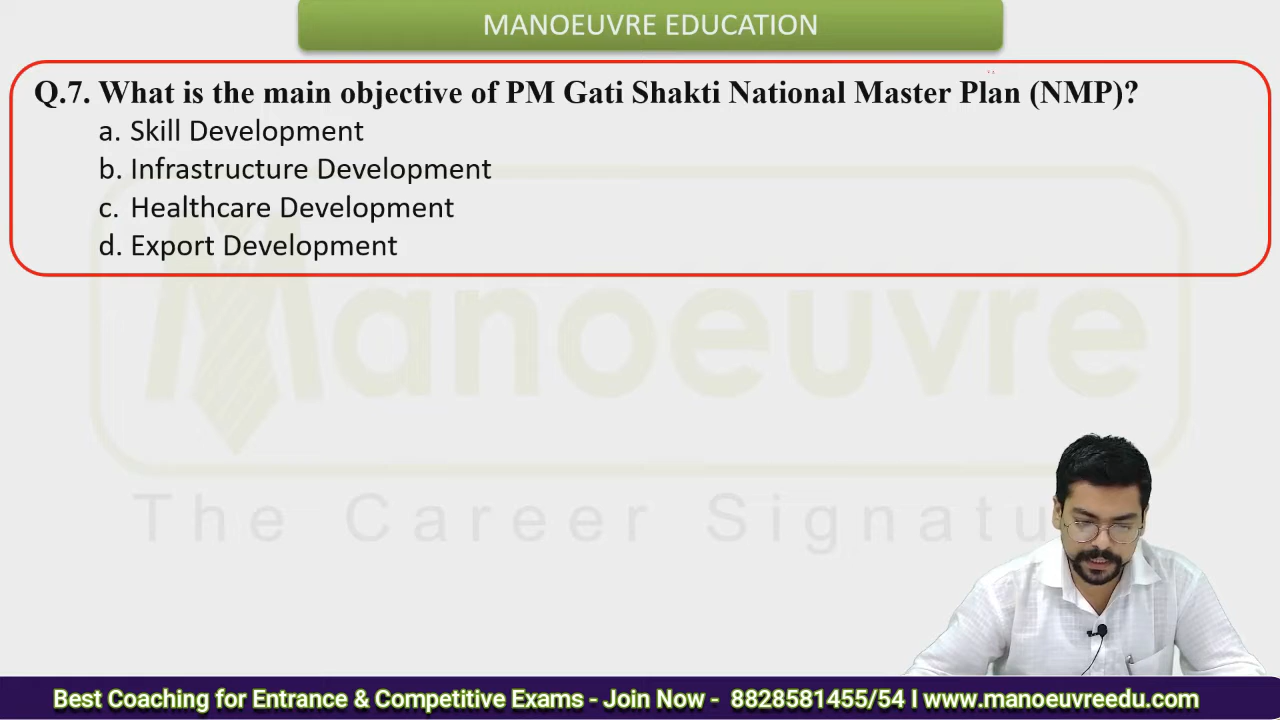 MANOEUVRE EDUCATION
Q.7. What is the main objective of PM Gati Shakti National Master Plan (NMP)?
a. Skill Development
b. Infrastructure Development
c. Healthcare Development
d. Export Development
Manoeuvre
The Career Signatu
Best Coaching for Entrance & Competitive Exams - Join Now - 8828581455/54 I www.manoeuvreedu.com